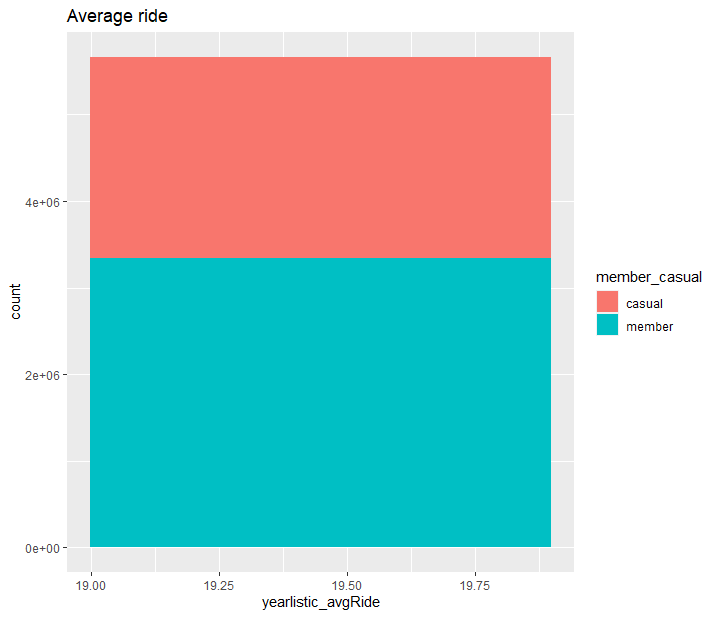 Average ride
4e+06
2e+06
0e+00
count
19.00 19.25 19.50 19.75
yearlistic_avgRide
member_casual
casual
member